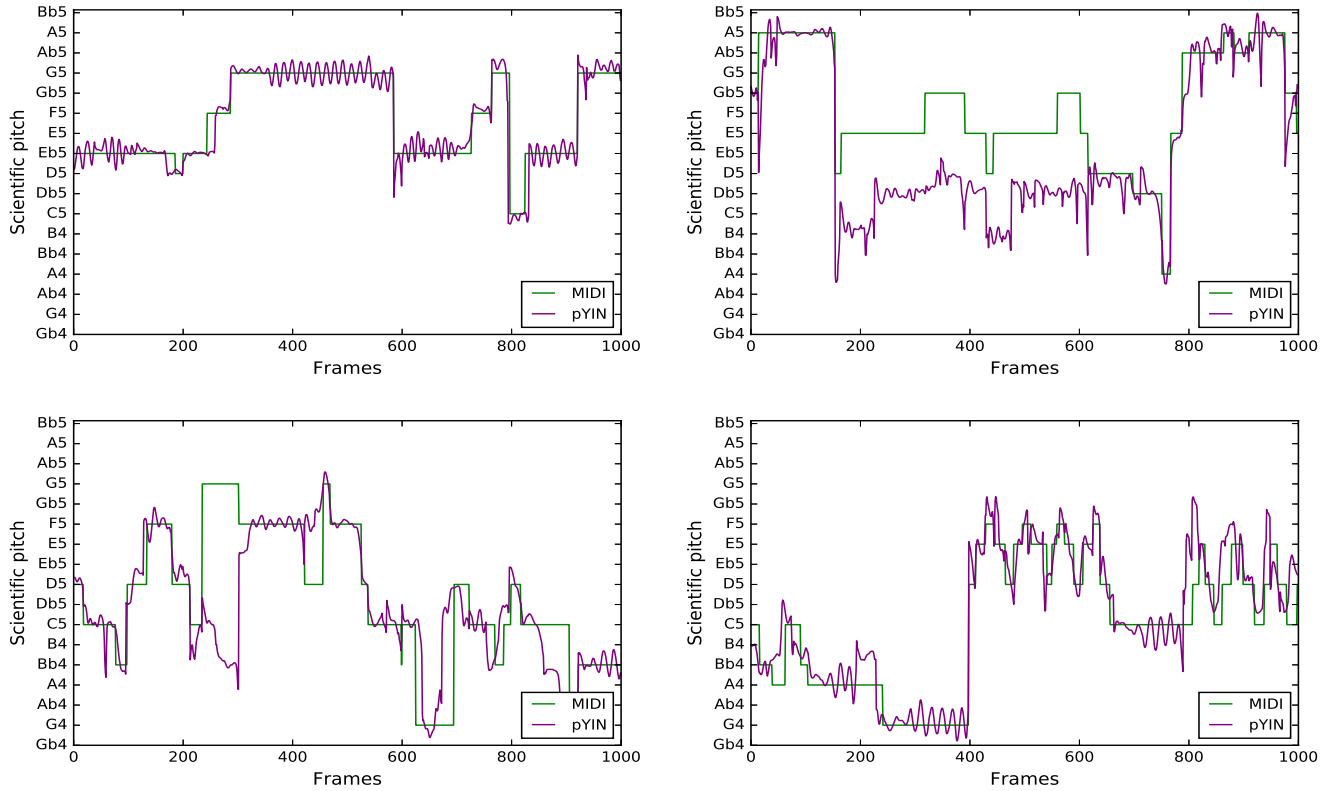 Bb5
A5
Ab5
G5
Gb5
F5
E5
Eb5
D5
Db5
C5
B4
Bb4
A4
Ab4
G4
Gb4
Scientific pitch
0 200 400 600 800 1000
Frames
MIDI
pYIN
Bb5
A5
Ab5
G5
Gb5
F5
E5
Eb5
D5
Db5
C5
B4
Bb4
A4
Ab4
G4
Gb4
Scientific pitch
0 200 400 600 800 1000
Frames
MIDI
pYIN
Bb5
A5
Ab5
G5
Gb5
F5
E5
Eb5
D5
Db5
C5
B4
Bb4
A4
Ab4
G4
Gb4
Scientific pitch
0 200 400 600 800 1000
Frames
MIDI
pYIN
Bb5
A5
Ab5
G5
Gb5
F5
E5
Eb5
D5
Db5
C5
B4
Bb4
A4
Ab4
G4
Gb4
Scientific pitch
0 200 400 600 800 1000
Frames
MIDI
pYIN